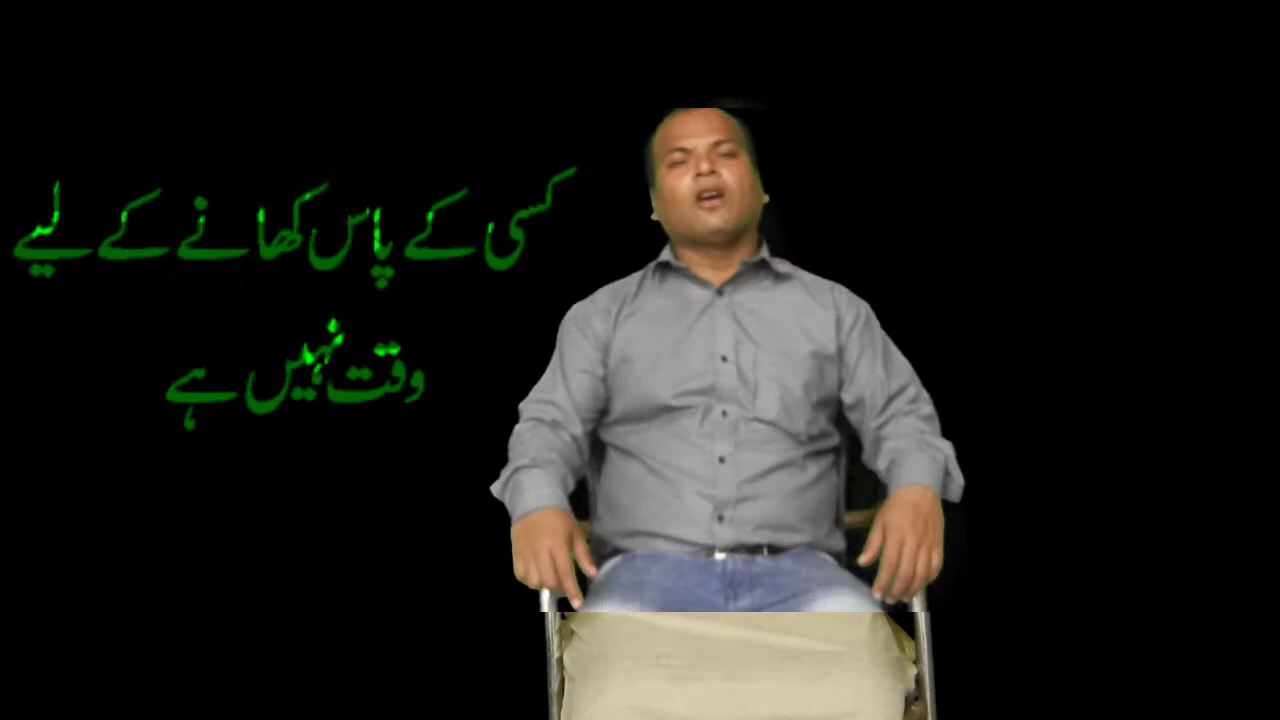 کسی کے پاس کھانے کے لیے
وقت نہیں ہے